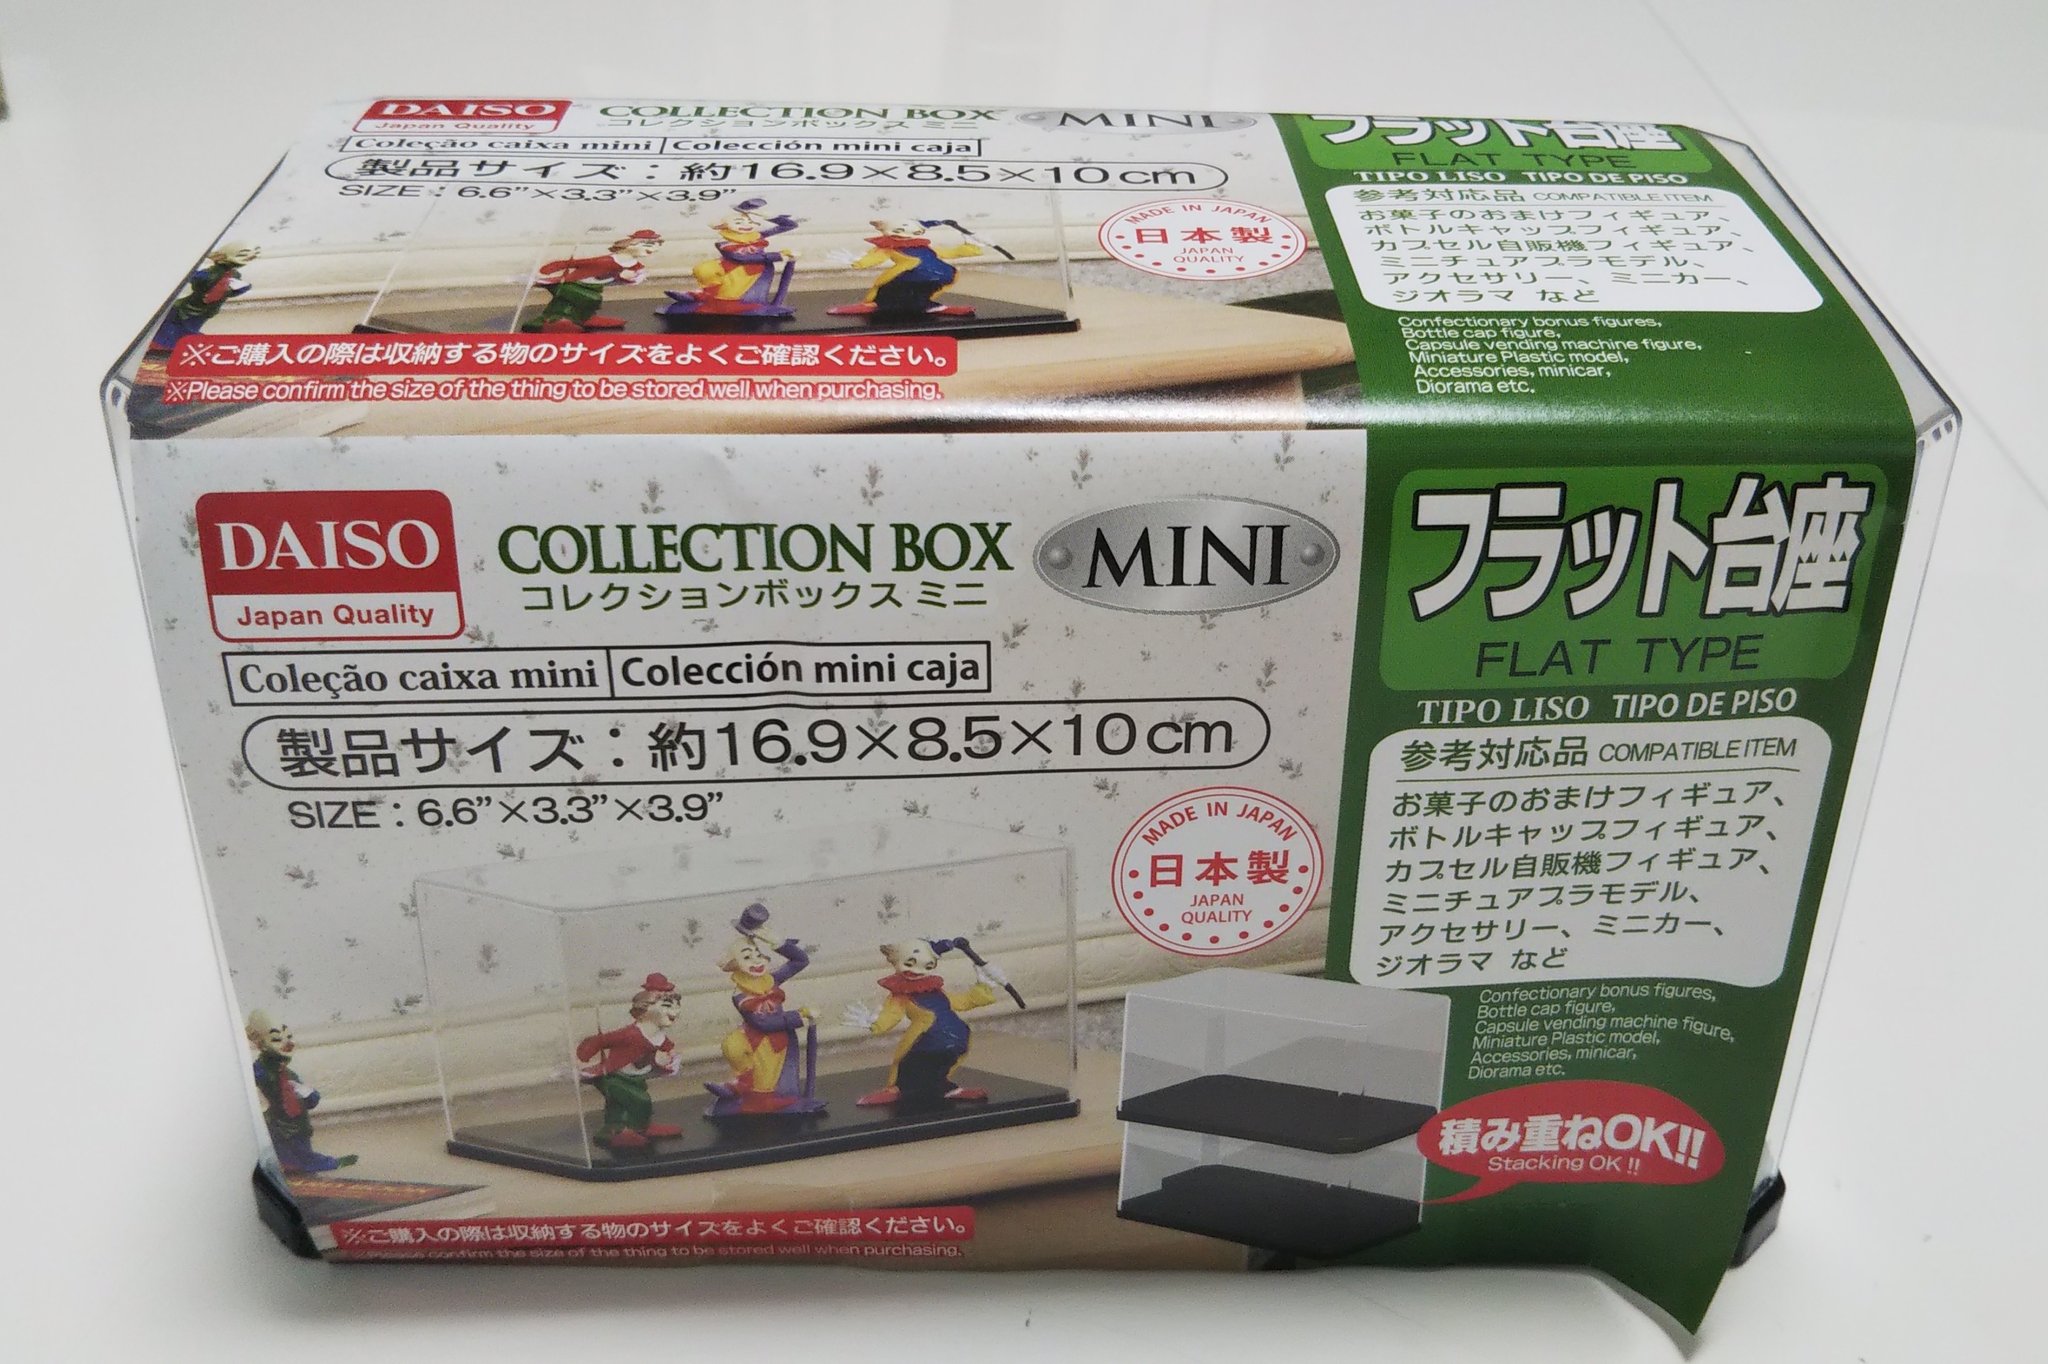 DAISO
Japan Quality
COLLECTION BOX
コレクションボックス ミニ
MINI
Coleção caixa mini Colección mini caja
製品サイズ:約16.9×8.5×10cm
SIZE:6.6”×3.3”×3.9”
MADE IN JAPAN
日本製
JAPAN
QUALITY
※ご購入の際は収納する物のサイズをよくご確認ください。
※Please confirm the size of the thing to be stored well when purchasing.
フラット台座
FLAT TYPE
TIPO LISO TIPO DE PISO
参考対応品 COMPATIBLE ITEM
お菓子のおまけフィギュア、
ボトルキャップフィギュア、
カプセル自販機フィギュア、
ミニチュアプラモデル、
アクセサリー、ミニカー、
ジオラマ など
Confectionary bonus figures,
Bottle cap figure,
Capsule vending machine figure,
Miniature Plastic model,
Accessories, minicar,
Diorama etc.
DAISO
Japan Quality
COLLECTION BOX
コレクションボックス ミニ
MINI
Coleção caixa mini Colección mini caja
製品サイズ:約16.9×8.5×10cm
SIZE:6.6”×3.3”×3.9”
MADE IN JAPAN
日本製
JAPAN
QUALITY
※ご購入の際は収納する物のサイズをよくご確認ください。
※Please confirm the size of the thing to be stored well when purchasing.
フラット台座
FLAT TYPE
TIPO LISO TIPO DE PISO
参考対応品 COMPATIBLE ITEM
お菓子のおまけフィギュア、
ボトルキャップフィギュア、
カプセル自販機フィギュア、
ミニチュアプラモデル、
アクセサリー、ミニカー、
ジオラマ など
Confectionary bonus figures,
Bottle cap figure,
Capsule vending machine figure,
Miniature Plastic model,
Accessories, minicar,
Diorama etc.
積み重ねOK!!
Stacking OK!!